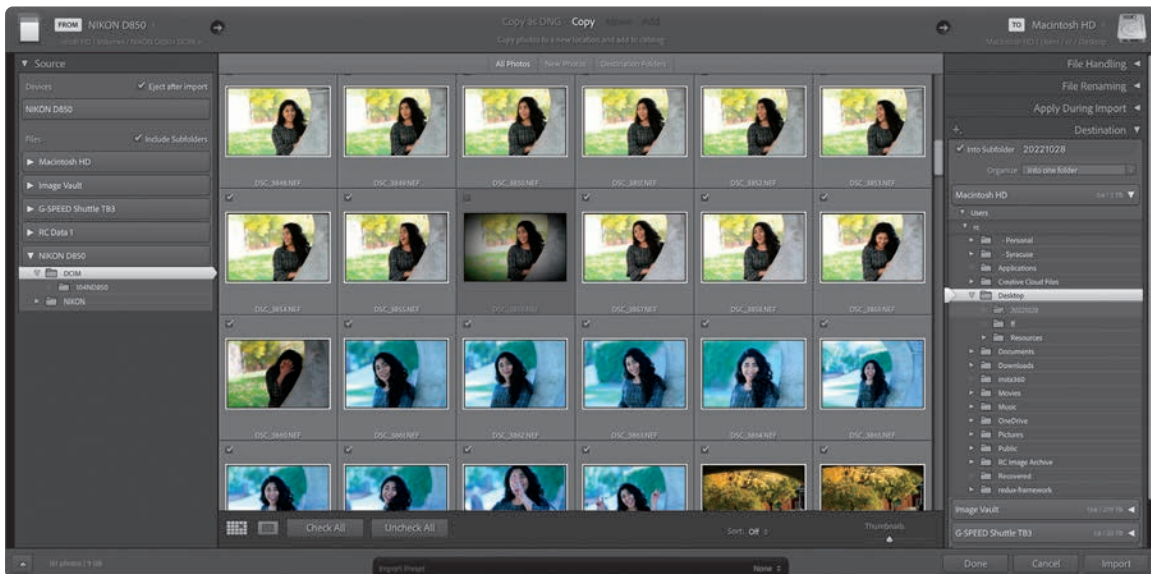 FROM NIKON D850
Copy as DNG Copy Move Add
Copy photos to a new location and add to catalog
TO Macintosh HD
Source
Devices Eject after import
NIKON D850
Files Include Subfolders
Macintosh HD
Image Vault
G-SPEED Shuttle TB3
RC Data 1
NIKON D850
DCIM
104ND850
NIKON
All Photos New Photos Destination Folders
DSC_3848.NEF DSC_3849.NEF DSC_3850.NEF DSC_3851.NEF DSC_3852.NEF DSC_3853.NEF
DSC_3854.NEF DSC_3855.NEF DSC_3857.NEF DSC_3858.NEF
DSC_3860.NEF DSC_3861.NEF DSC_3862.NEF DSC_3863.NEF DSC_3864.NEF DSC_3865.NEF
Check All Uncheck All Sort: Off Thumbnails
File Handling
File Renaming
Apply During Import
Destination
Into Subfolder 20221028
Organize Into one folder
Macintosh HD
Users
rc
- Personal
- Syracuse
Applications
Creative Cloud Files
Desktop
20221028
ff
Resources
Documents
Downloads
insta360
Movies
Music
OneDrive
Pictures
Public
RC Image Archive
Recovered
redux-framework
Image Vault
G-SPEED Shuttle TB3
Import Preset None
Done Cancel Import